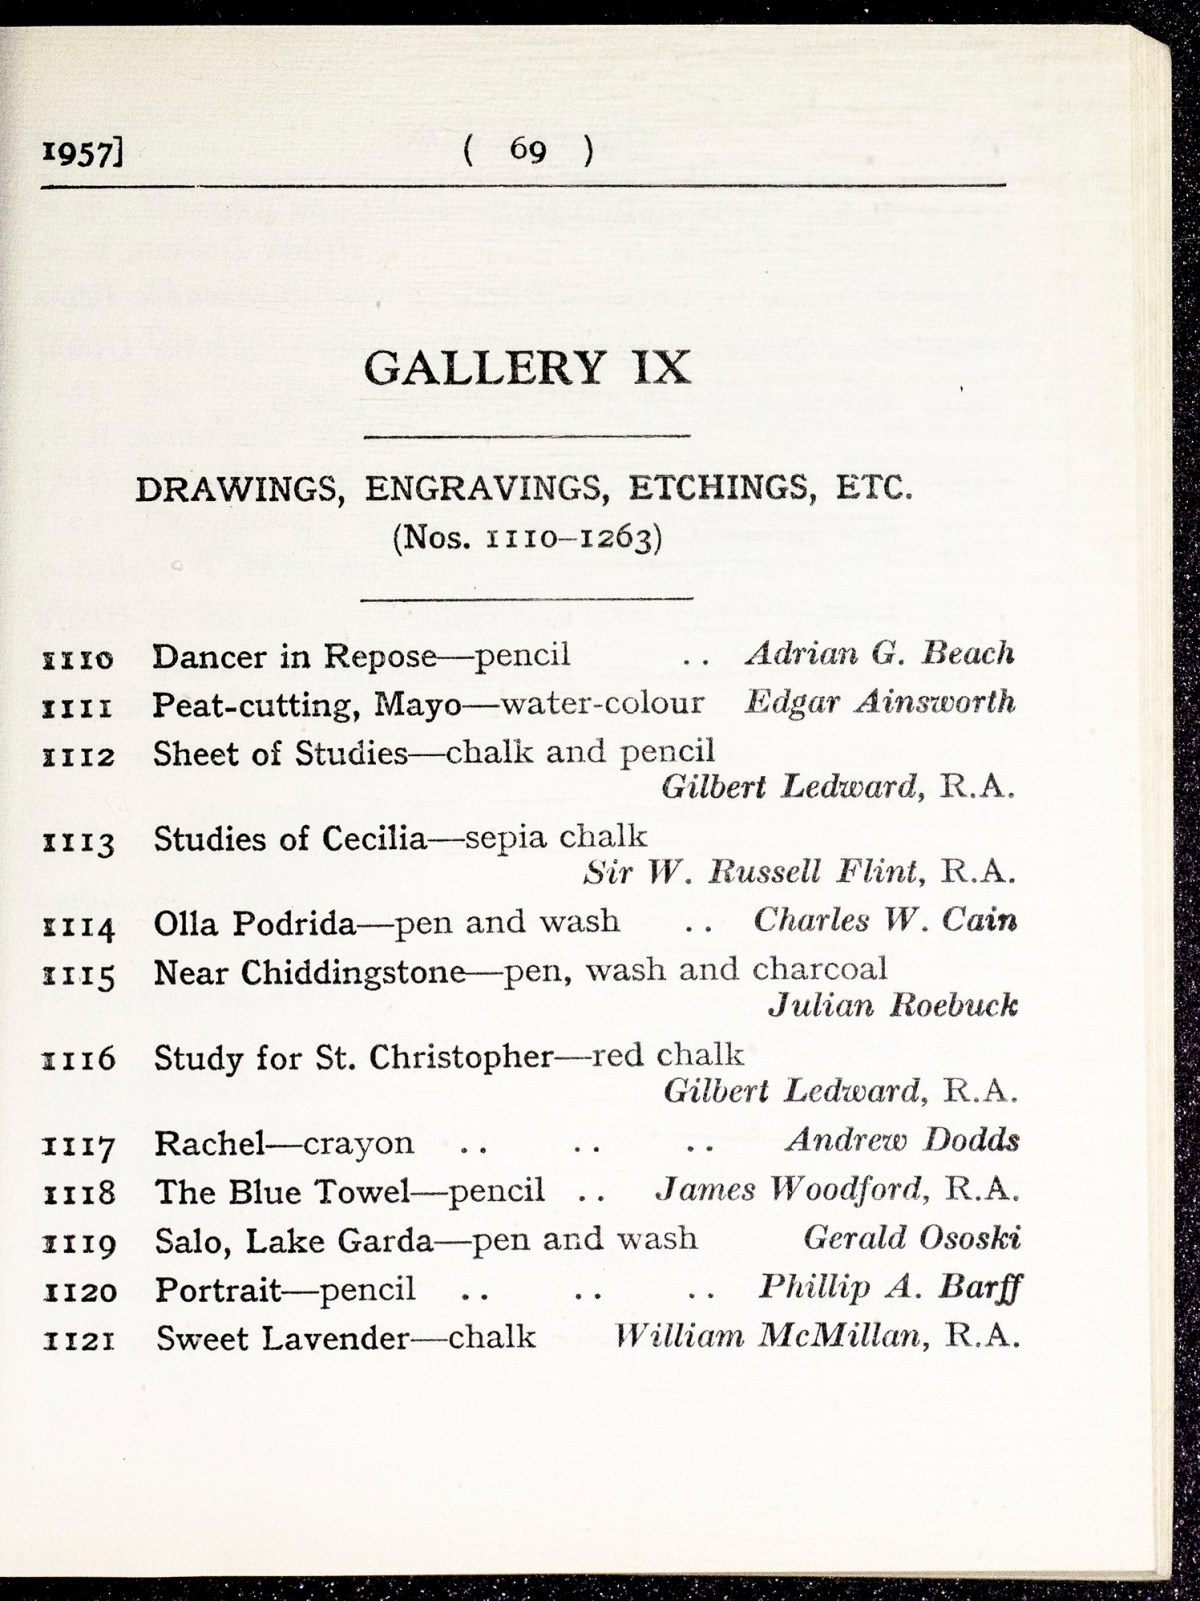 1957] ( 69 )
GALLERY IX
DRAWINGS, ENGRAVINGS, ETCHINGS, ETC.
(Nos. 1110–1263)
1110 Dancer in Repose—pencil .. Adrian G. Beach
1111 Peat-cutting, Mayo—water-colour Edgar Ainsworth
1112 Sheet of Studies—chalk and pencil
Gilbert Ledward, R.A.
1113 Studies of Cecilia—sepia chalk
Sir W. Russell Flint, R.A.
1114 Olla Podrida—pen and wash .. Charles W. Cain
1115 Near Chiddingstone—pen, wash and charcoal
Julian Roebuck
1116 Study for St. Christopher—red chalk
Gilbert Ledward, R.A.
1117 Rachel—crayon .. .. .. Andrew Dodds
1118 The Blue Towel—pencil .. James Woodford, R.A.
1119 Salo, Lake Garda—pen and wash Gerald Ososki
1120 Portrait—pencil .. .. .. Phillip A. Barff
1121 Sweet Lavender—chalk William McMillan, R.A.